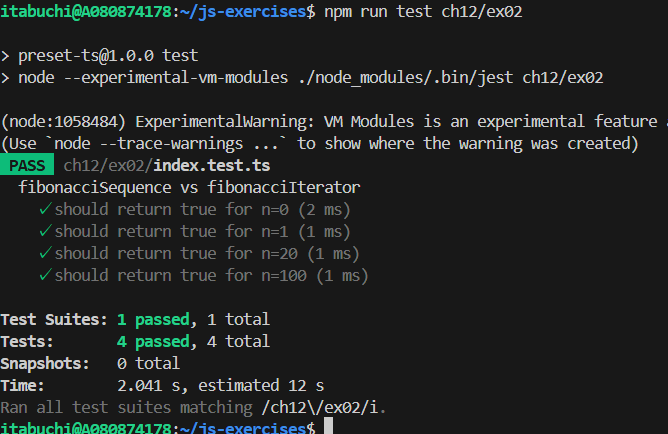 itabuchi@A080874178:~/js-exercises$ npm run test ch12/ex02
> preset-ts@1.0.0 test
> node --experimental-vm-modules ./node_modules/.bin/jest ch12/ex02
(node:1058484) ExperimentalWarning: VM Modules is an experimental feature
(Use `node --trace-warnings ...` to show where the warning was created)
PASS ch12/ex02/index.test.ts
fibonacciSequence vs fibonacciIterator
✓ should return true for n=0 (2 ms)
✓ should return true for n=1 (1 ms)
✓ should return true for n=20 (1 ms)
✓ should return true for n=100 (1 ms)
Test Suites: 1 passed, 1 total
Tests: 4 passed, 4 total
Snapshots: 0 total
Time: 2.041 s, estimated 12 s
Ran all test suites matching /ch12\/ex02/i.
itabuchi@A080874178:~/js-exercises$